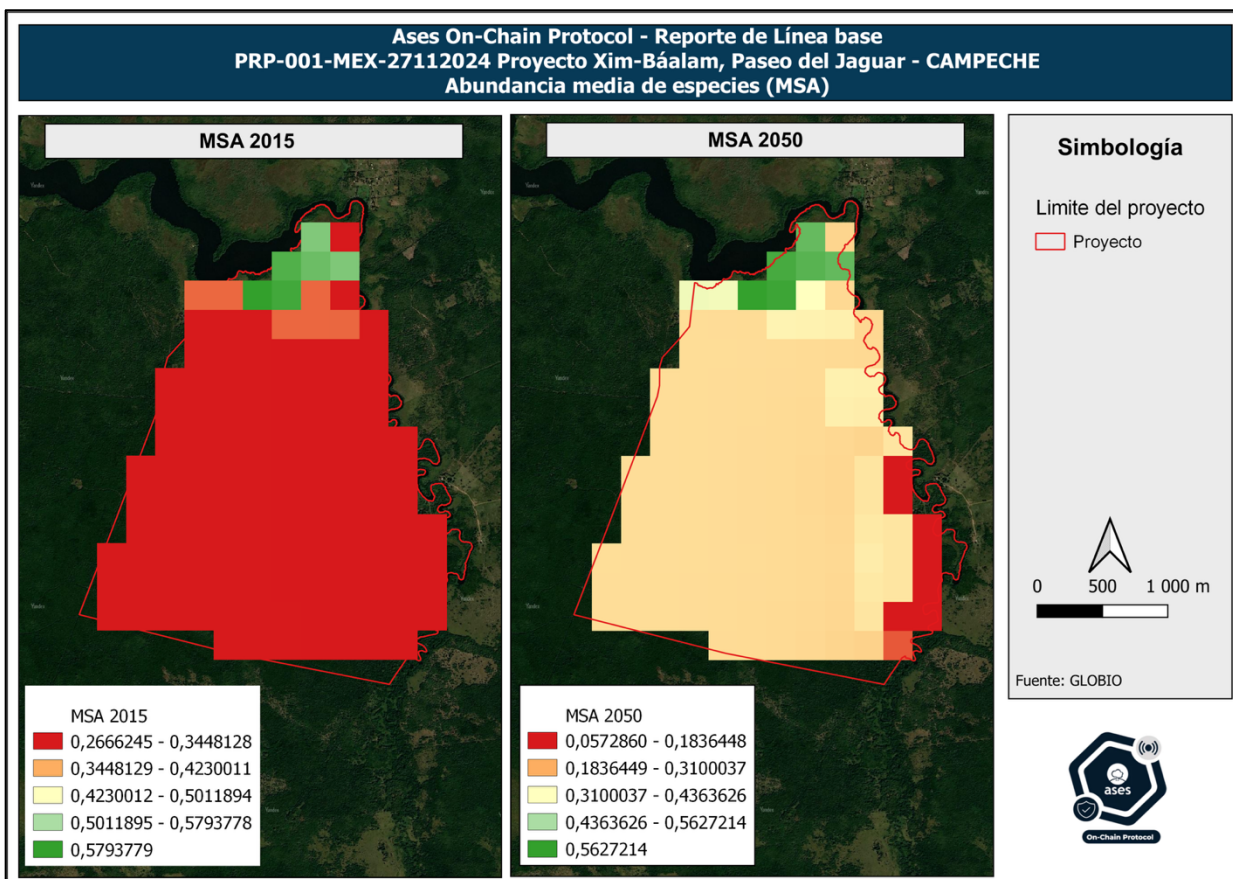 Ases On-Chain Protocol - Reporte de Línea base
PRP-001-MEX-27112024 Proyecto Xim-Báalam, Paseo del Jaguar - CAMPECHE
Abundancia media de especies (MSA)
MSA 2015
MSA 2015
0,2666245 - 0,3448128
0,3448129 - 0,4230011
0,4230012 - 0,5011894
0,5011895 - 0,5793778
0,5793779
MSA 2050
MSA 2050
0,0572860 - 0,1836448
0,1836449 - 0,3100037
0,3100037 - 0,4363626
0,4363626 - 0,5627214
0,5627214
Simbología
Limite del proyecto
Proyecto
0 500 1 000 m
Fuente: GLOBIO
ases
On-Chain Protocol